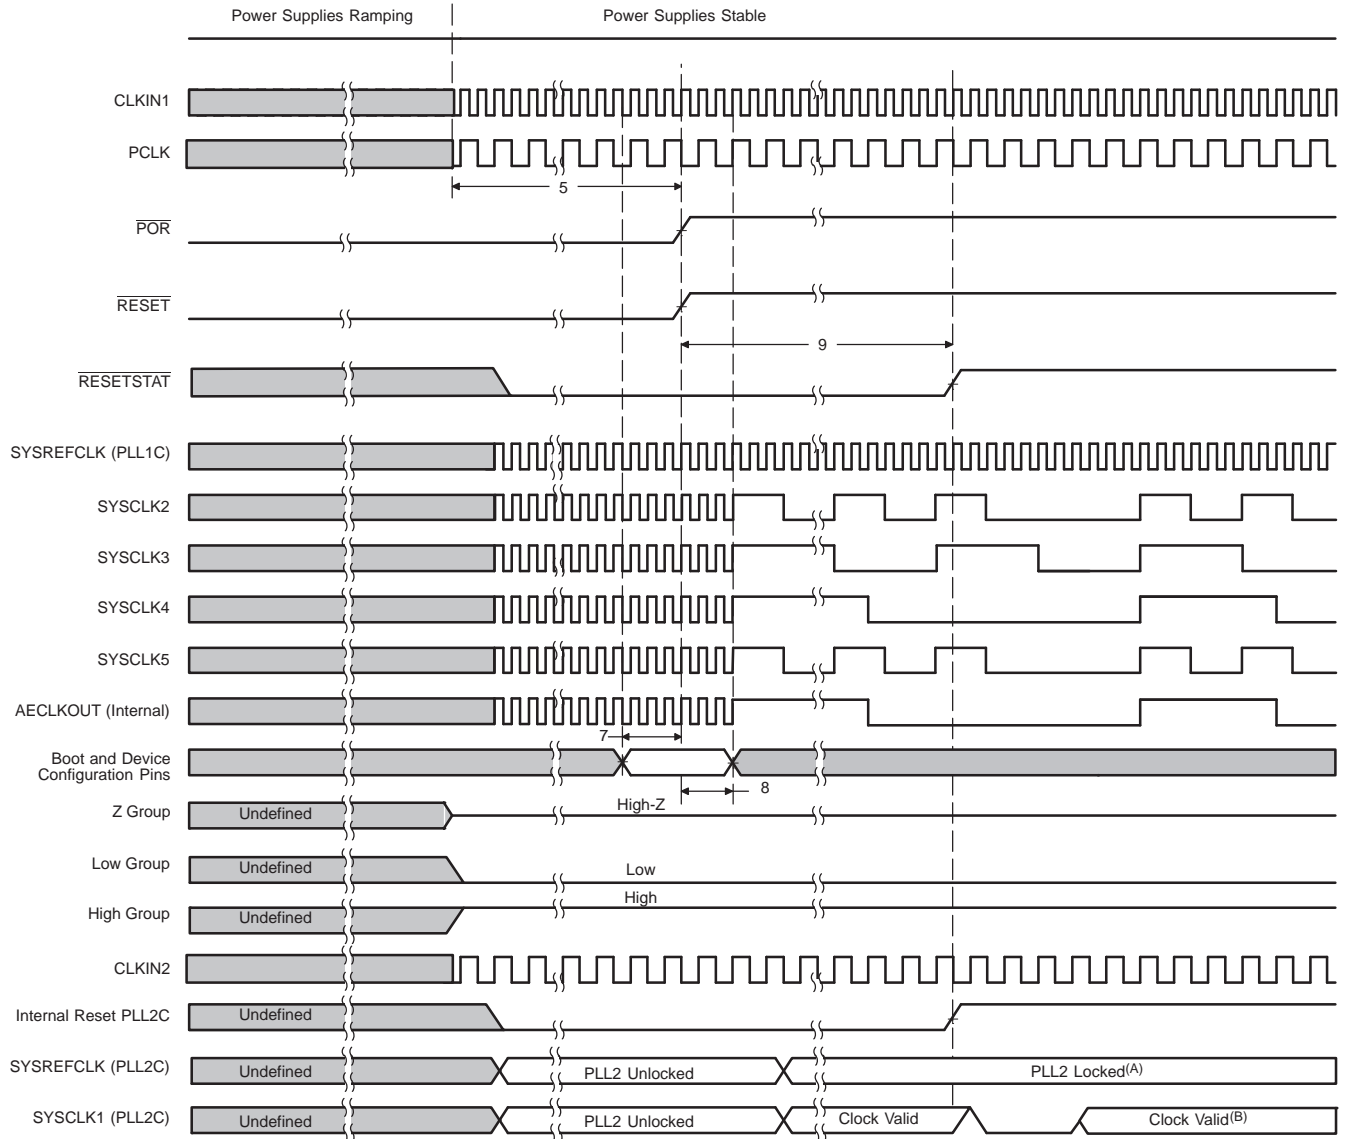 Power Supplies Ramping
Power Supplies Stable
CLKIN1
PCLK
5
POR
RESET
9
RESETSTAT
SYSREFCLK (PLL1C)
SYSCLK2
SYSCLK3
SYSCLK4
SYSCLK5
AECLKOUT (Internal)
7
Boot and Device
Configuration Pins
8
Z Group
Undefined
High-Z
Low Group
Undefined
Low
High
High Group
Undefined
CLKIN2
Internal Reset PLL2C
Undefined
SYSREFCLK (PLL2C)
Undefined
PLL2 Unlocked
PLL2 Locked(A)
SYSCLK1 (PLL2C)
Undefined
PLL2 Unlocked
Clock Valid
Clock Valid(B)